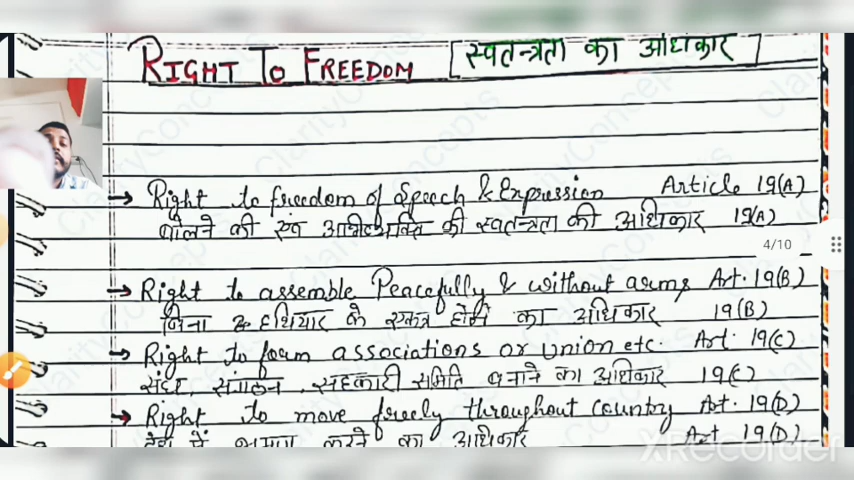 RIGHT TO FREEDOM [स्वतन्त्रता का अधिकार]
→ Right to freedom of Speech & Expression Article 19(A)
बोलने की एवं अभिव्यक्ति की स्वतन्त्रता की अधिकार 19(A)
4/10
→ Right to assemble Peacefully & without arms Art. 19(B)
बिना हथियार के एकत्र होने का अधिकार 19(B)
→ Right to form associations or union etc. Art. 19(C)
संगठन, सहकारी समिति बनाने का अधिकार 19(C)
→ Right to move freely throughout country Art. 19(D)
देश में भ्रमण करने का अधिकार Art 19(D)
ClarityConcepts
XRecorder